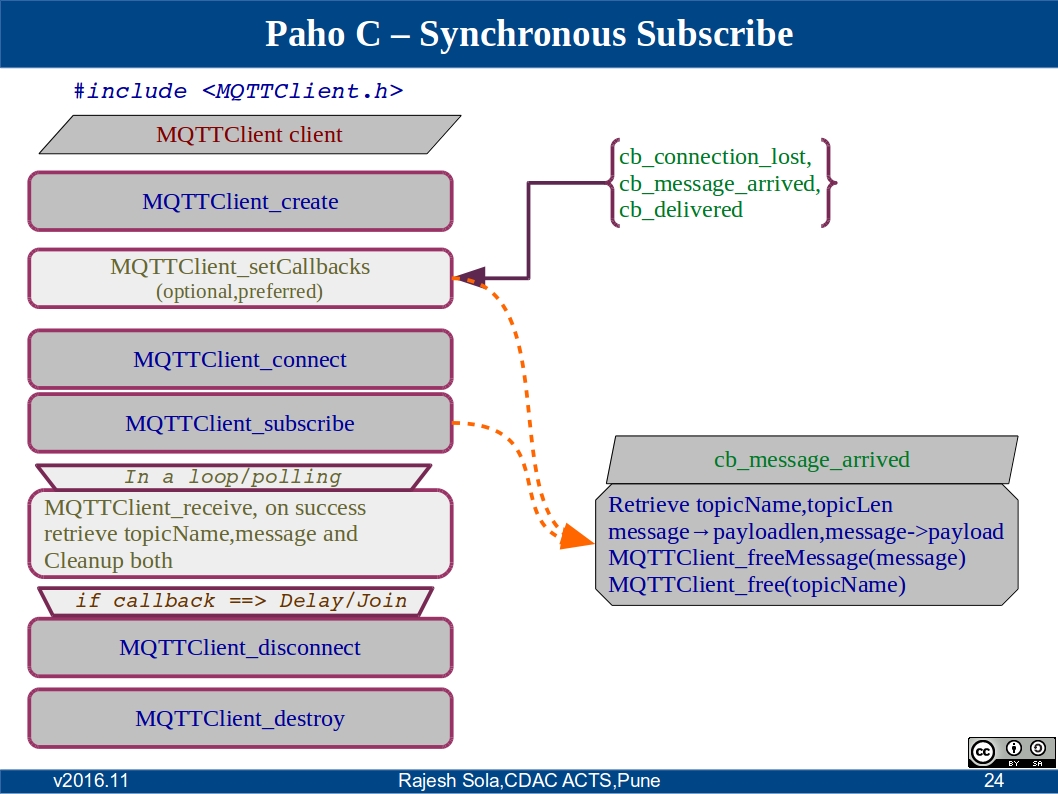 Paho C – Synchronous Subscribe
#include <MQTTClient.h>
MQTTClient client
MQTTClient_create
MQTTClient_setCallbacks
(optional,preferred)
MQTTClient_connect
MQTTClient_subscribe
In a loop/polling
MQTTClient_receive, on success
retrieve topicName,message and
Cleanup both
if callback ==> Delay/Join
MQTTClient_disconnect
MQTTClient_destroy
cb_connection_lost,
cb_message_arrived,
cb_delivered
cb_message_arrived
Retrieve topicName,topicLen
message→payloadlen,message->payload
MQTTClient_freeMessage(message)
MQTTClient_free(topicName)
cc
BY SA
v2016.11
Rajesh Sola,CDAC ACTS,Pune
24